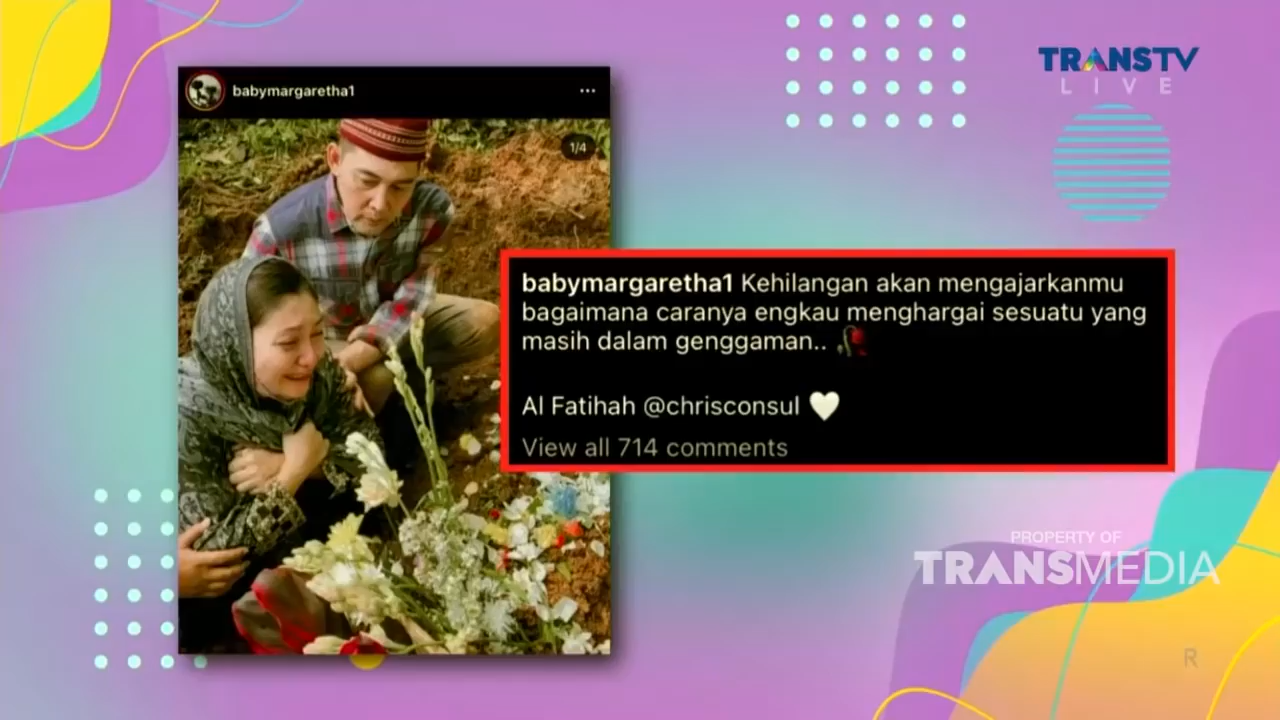 babymargaretha1
1/4
TRANSTV
LIVE
babymargaretha1 Kehilangan akan mengajarkanmu
bagaimana caranya engkau menghargai sesuatu yang
masih dalam genggaman.. 🥀
Al Fatihah @chrisconsul 🤍
View all 714 comments
PROPERTY OF
TRANSMEDIA
R